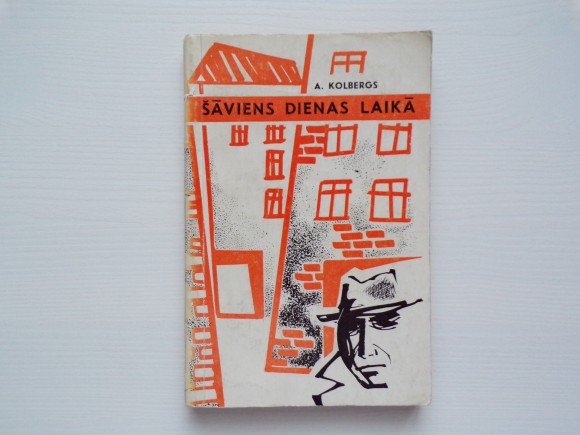 A. KOLBERGS
ŠĀVIENS DIENAS LAIKĀ